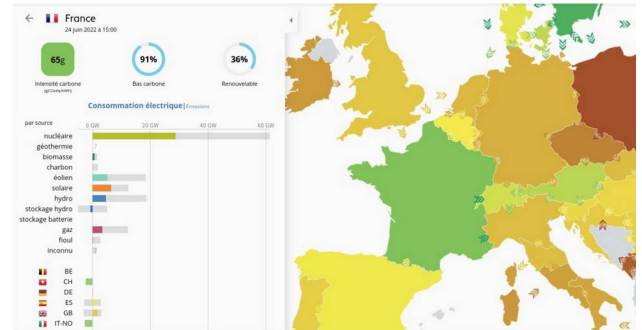 ← France
24 juin 2022 à 15:00
65g
91%
36%
Intensité carbone
Bas carbone
Renouvelable
(gCO₂eq/kWh)
Consommation électrique | Émissions
par source
0 GW
20 GW
40 GW
60 GW
nucléaire
géothermie ?
biomasse
charbon
éolien
solaire
hydro
stockage hydro
stockage batterie
gaz
fioul
inconnu
BE
CH
DE
ES
GB
IT-NO